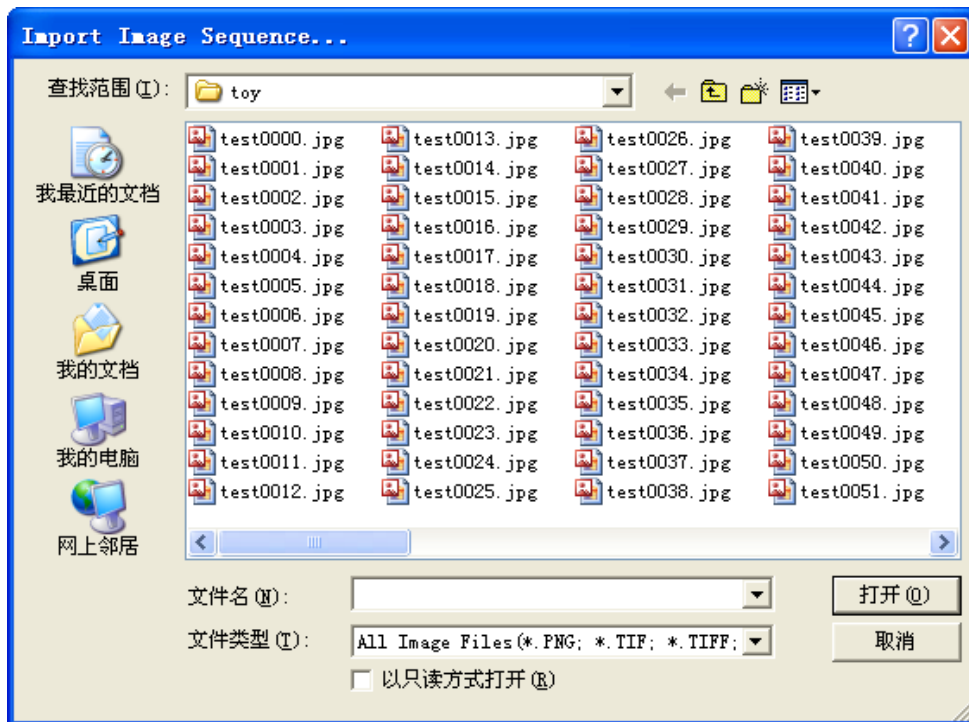 Import Image Sequence...
查找范围(I):
toy
我最近的文档
桌面
我的文档
我的电脑
网上邻居
test0000.jpg test0013.jpg test0026.jpg test0039.jpg
test0001.jpg test0014.jpg test0027.jpg test0040.jpg
test0002.jpg test0015.jpg test0028.jpg test0041.jpg
test0003.jpg test0016.jpg test0029.jpg test0042.jpg
test0004.jpg test0017.jpg test0030.jpg test0043.jpg
test0005.jpg test0018.jpg test0031.jpg test0044.jpg
test0006.jpg test0019.jpg test0032.jpg test0045.jpg
test0007.jpg test0020.jpg test0033.jpg test0046.jpg
test0008.jpg test0021.jpg test0034.jpg test0047.jpg
test0009.jpg test0022.jpg test0035.jpg test0048.jpg
test0010.jpg test0023.jpg test0036.jpg test0049.jpg
test0011.jpg test0024.jpg test0037.jpg test0050.jpg
test0012.jpg test0025.jpg test0038.jpg test0051.jpg
文件名(N):
打开(O)
文件类型(T):
All Image Files(*.PNG; *.TIF; *.TIFF;
取消
以只读方式打开(R)